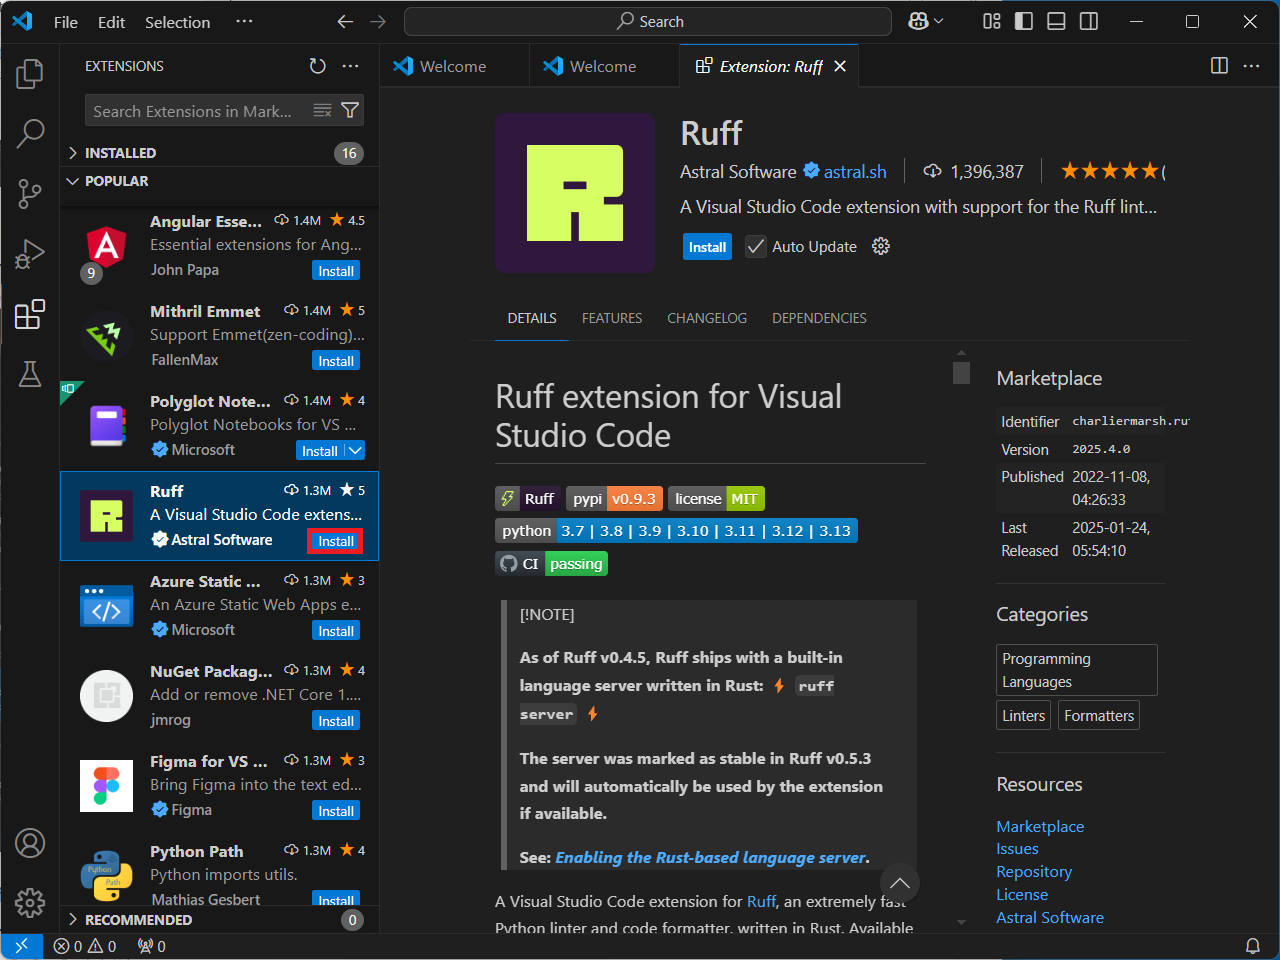 File Edit Selection ··· Search
EXTENSIONS
Welcome
Welcome
Extension: Ruff
Search Extensions in Mark...
INSTALLED 16
POPULAR
Angular Esse... 1.4M 4.5
Essential extensions for Ang...
9
John Papa Install
Mithril Emmet 1.4M 5
Support Emmet(zen-coding)...
FallenMax Install
Polyglot Note... 1.4M 4
Polyglot Notebooks for VS ...
Microsoft Install
Ruff 1.3M 5
A Visual Studio Code extens...
Astral Software Install
Azure Static ... 1.3M 3
An Azure Static Web Apps e...
Microsoft Install
NuGet Packag... 1.3M 4
Add or remove .NET Core 1....
jmrog Install
Figma for VS ... 1.3M 3
Bring Figma into the text ed...
Figma Install
Python Path 1.3M 4
Python imports utils.
Python
Path
Mathias Gesbert Install
RECOMMENDED 0
Ruff
Astral Software astral.sh 1,396,387 (
A Visual Studio Code extension with support for the Ruff lint...
Install Auto Update
DETAILS FEATURES CHANGELOG DEPENDENCIES
Ruff extension for Visual
Studio Code
Ruff pypi v0.9.3 license MIT
python 3.7 | 3.8 | 3.9 | 3.10 | 3.11 | 3.12 | 3.13
CI passing
[!NOTE]
As of Ruff v0.4.5, Ruff ships with a built-in
language server written in Rust: ⚡ ruff
server ⚡
The server was marked as stable in Ruff v0.5.3
and will automatically be used by the extension
if available.
See: Enabling the Rust-based language server.
A Visual Studio Code extension for Ruff, an extremely fast
Python linter and code formatter, written in Rust. Available
Marketplace
Identifier charliermarsh.ruf
Version 2025.4.0
Published 2022-11-08,
04:26:33
Last 2025-01-24,
Released 05:54:10
Categories
Programming
Languages
Linters Formatters
Resources
Marketplace
Issues
Repository
License
Astral Software
0 0 0